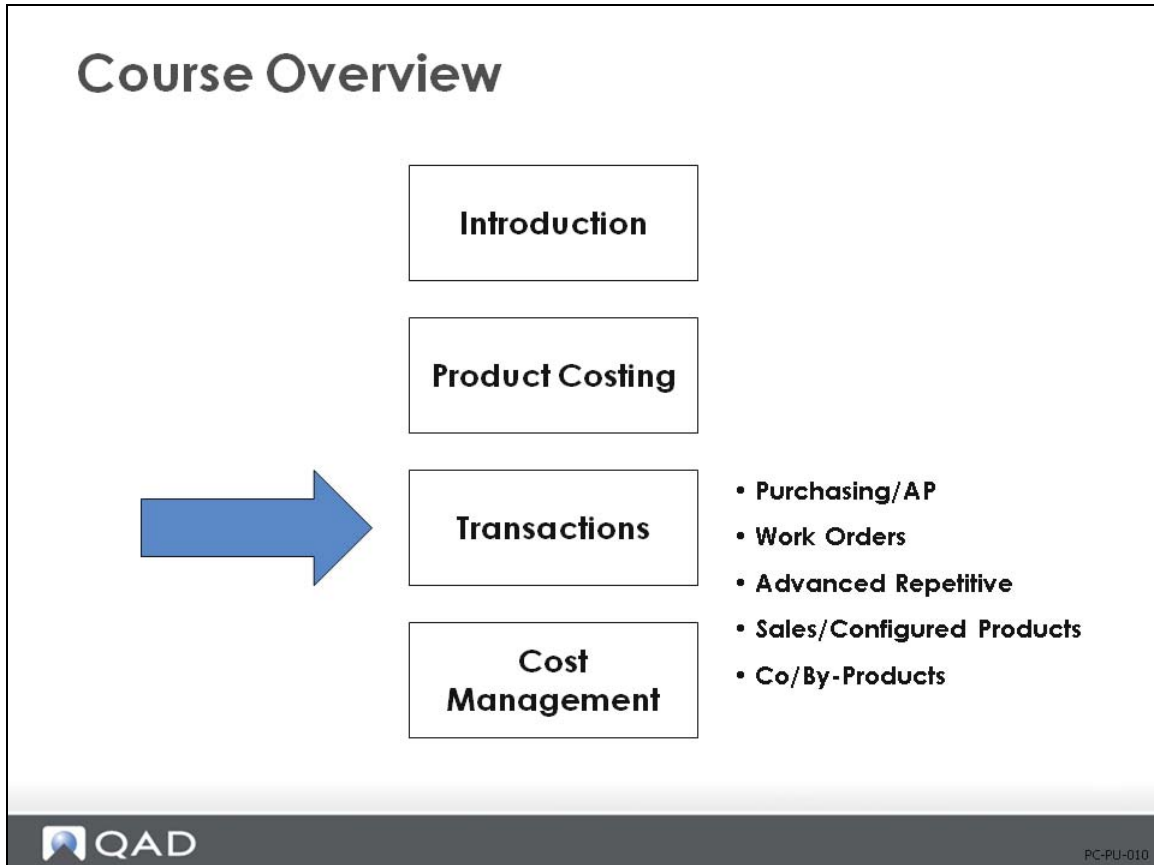 Course Overview
Introduction
Product Costing
Transactions
• Purchasing/AP
• Work Orders
• Advanced Repetitive
• Sales/Configured Products
• Co/By-Products
Cost
Management
QAD
PC-PU-010